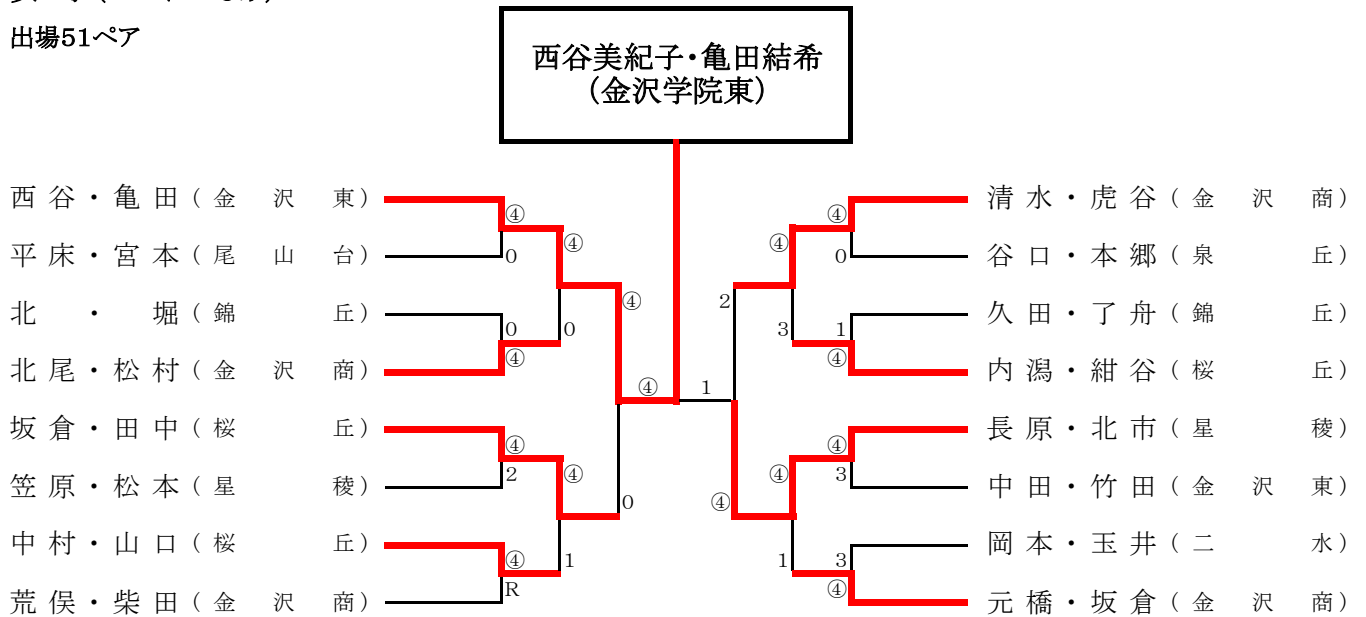 出場51ペア
西谷美紀子・亀田結希
(金沢学院東)
西谷・亀田(金沢東)
④
平床・宮本(尾山台)
0
④
北・堀(錦丘)
0
0
北尾・松村(金沢商)
④
④
坂倉・田中(桜丘)
④
笠原・松本(星稜)
2
④
中村・山口(桜丘)
④
荒俣・柴田(金沢商)
R
1
0
④
1
清水・虎谷(金沢商)
④
谷口・本郷(泉丘)
0
④
久田・了舟(錦丘)
1
3
内潟・紺谷(桜丘)
④
2
長原・北市(星稜)
④
中田・竹田(金沢東)
3
④
岡本・玉井(二水)
3
1
元橋・坂倉(金沢商)
④
④